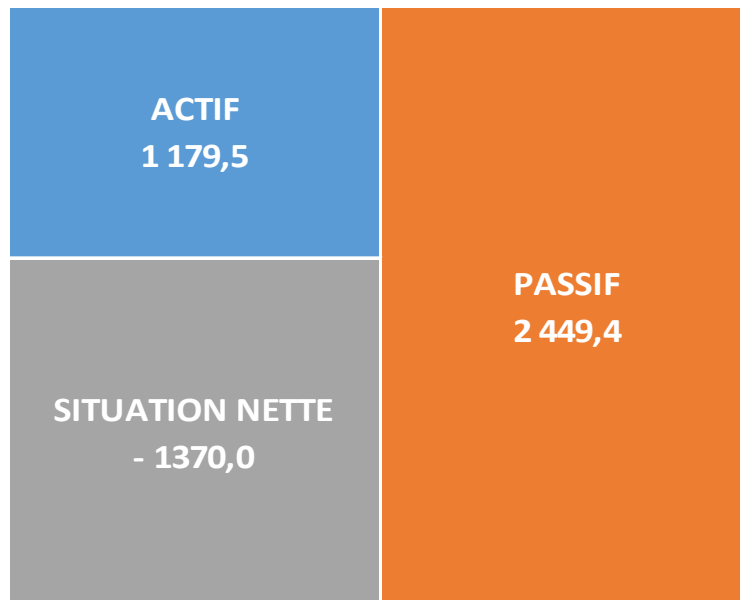 ACTIF
1 179,5
PASSIF
2 449,4
SITUATION NETTE
- 1370,0